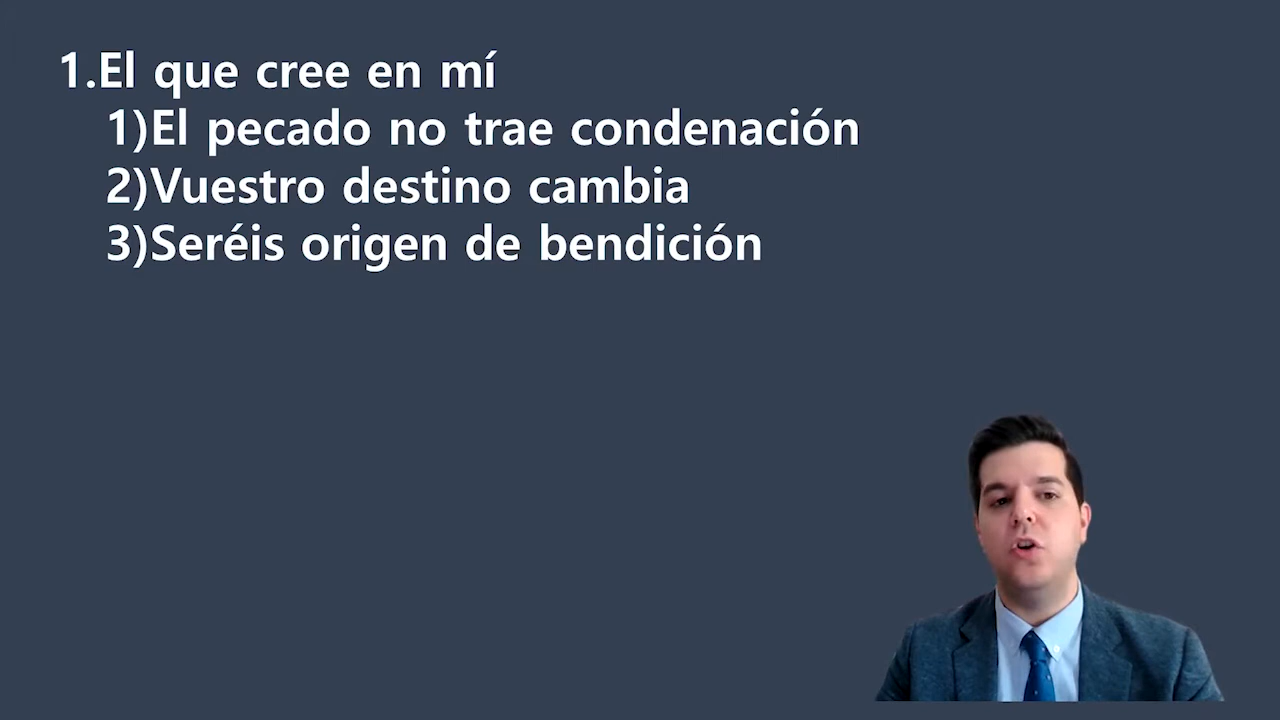 1.El que cree en mí
1)El pecado no trae condenación
2)Vuestro destino cambia
3)Seréis origen de bendición